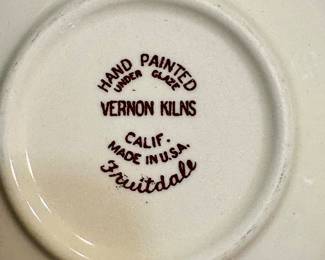 HAND PAINTED
UNDER GLAZE
VERNON KILNS
CALIF.
MADE IN U.S.A.
Fruitdale